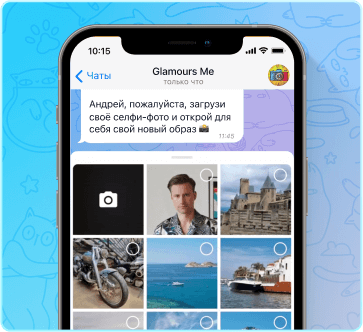 10:15
Чаты
Glamours Me
только что
Андрей, пожалуйста, загрузи
своё селфи-фото и открой для
себя свой новый образ 📸
11:45